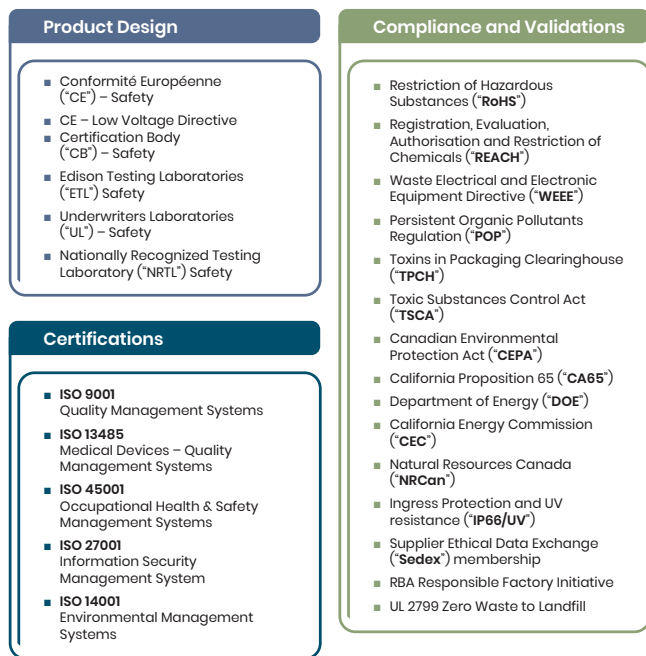 Product Design
■ Conformité Européenne
("CE") – Safety
■ CE – Low Voltage Directive
■ Certification Body
("CB") – Safety
■ Edison Testing Laboratories
("ETL") Safety
■ Underwriters Laboratories
("UL") – Safety
■ Nationally Recognized Testing
Laboratory ("NRTL") Safety
Certifications
■ ISO 9001
Quality Management Systems
■ ISO 13485
Medical Devices – Quality
Management Systems
■ ISO 45001
Occupational Health & Safety
Management Systems
■ ISO 27001
Information Security
Management System
■ ISO 14001
Environmental Management
Systems
Compliance and Validations
■ Restriction of Hazardous
Substances ("RoHS")
■ Registration, Evaluation,
Authorisation and Restriction of
Chemicals ("REACH")
■ Waste Electrical and Electronic
Equipment Directive ("WEEE")
■ Persistent Organic Pollutants
Regulation ("POP")
■ Toxins in Packaging Clearinghouse
("TPCH")
■ Toxic Substances Control Act
("TSCA")
■ Canadian Environmental
Protection Act ("CEPA")
■ California Proposition 65 ("CA65")
■ Department of Energy ("DOE")
■ California Energy Commission
("CEC")
■ Natural Resources Canada
("NRCan")
■ Ingress Protection and UV
resistance ("IP66/UV")
■ Supplier Ethical Data Exchange
("Sedex") membership
■ RBA Responsible Factory Initiative
■ UL 2799 Zero Waste to Landfill